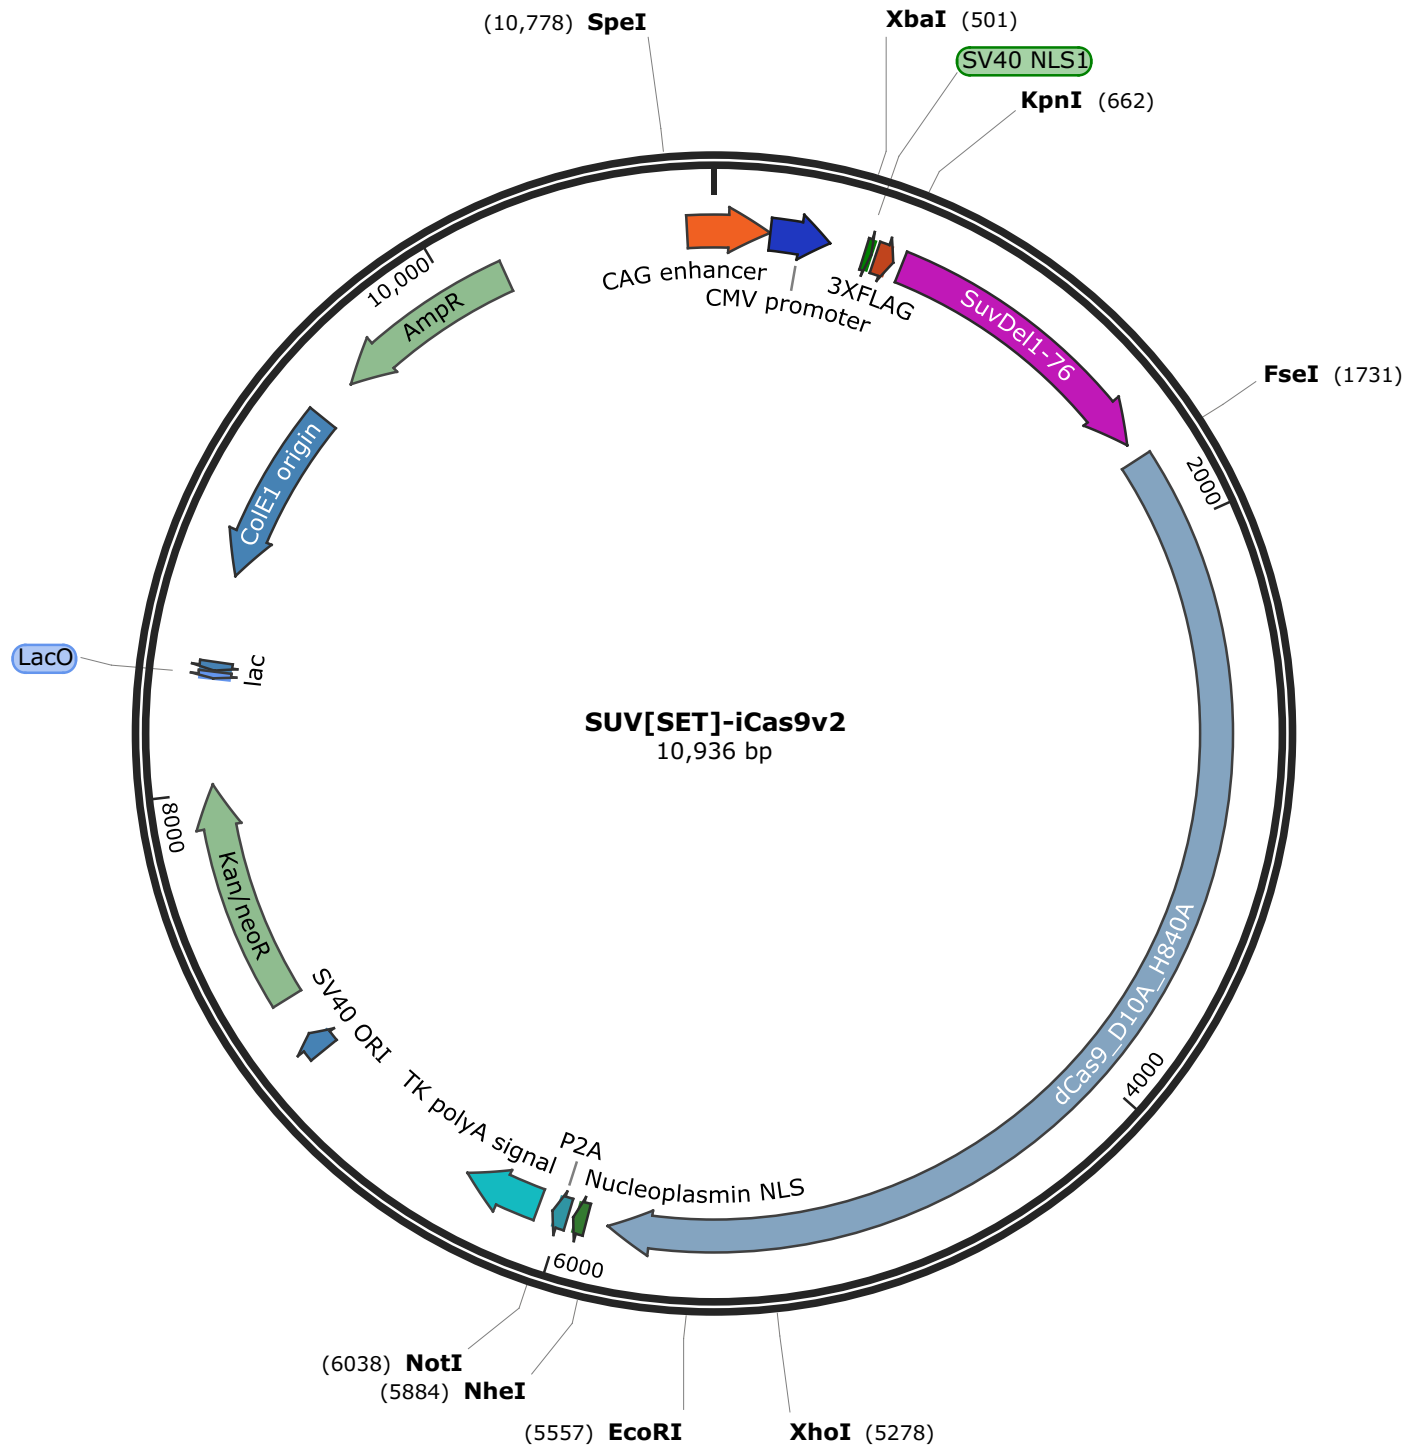 (10,778) SpeI
XbaI (501)
SV40 NLS1
KpnI (662)
10,000
AmpR
CAG enhancer
CMV promoter
3XFLAG
SuvDel1-76
FseI (1731)
2000
ColE1 origin
LacO
lac
SUV[SET]-iCas9v2
10,936 bp
8000
Kan/neoR
dCas9_D10A_H840A
SV40 ORI
4000
TK polyA signal
P2A
Nucleoplasmin NLS
6000
(6038) NotI
(5884) NheI
(5557) EcoRI
XhoI (5278)